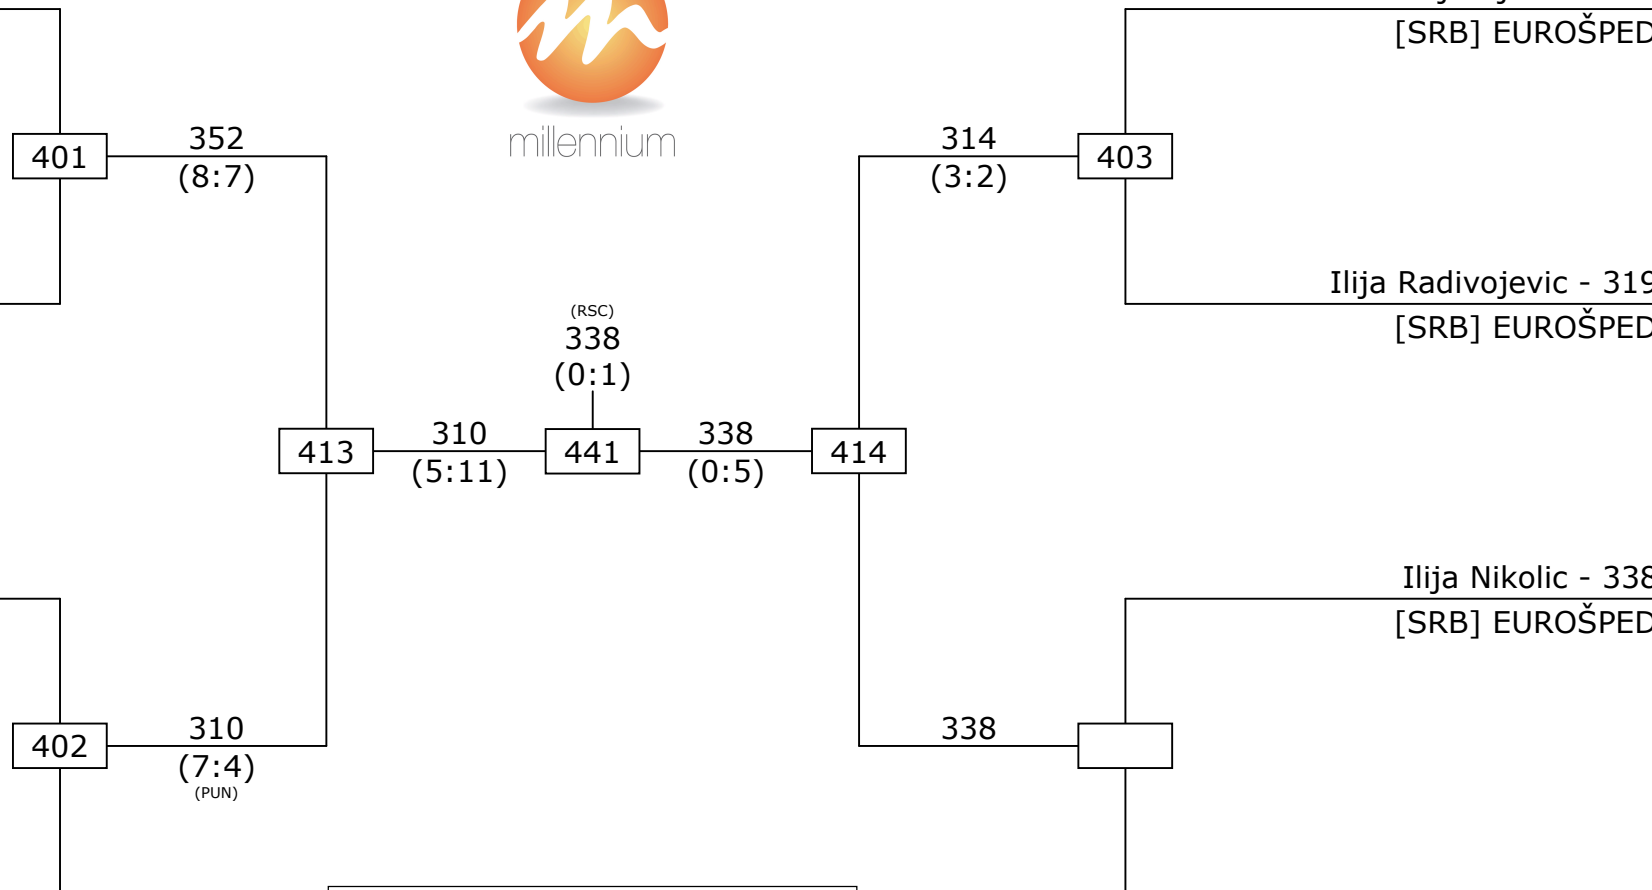 [SRB] EUROŠPED
millennium
401
352
(8:7)
314
(3:2)
403
Ilija Radivojevic - 319
[SRB] EUROŠPED
(RSC)
338
(0:1)
413
310
(5:11)
441
338
(0:5)
414
Ilija Nikolic - 338
[SRB] EUROŠPED
402
310
(7:4)
(PUN)
338